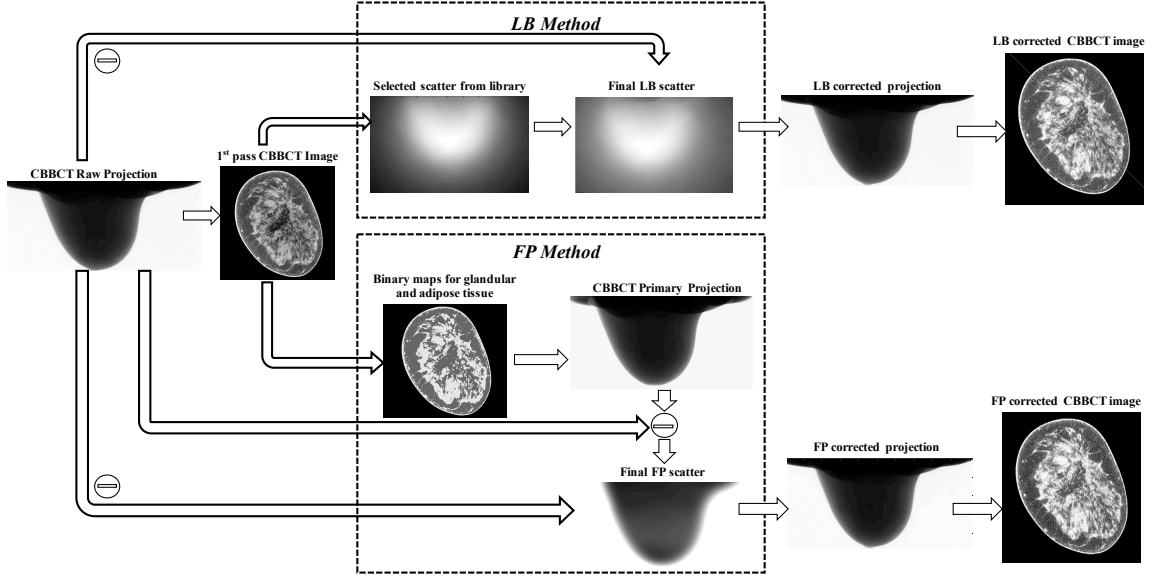 LB Method
LB corrected CBBCT image
Selected scatter from library
Final LB scatter
LB corrected projection
1st pass CBBCT Image
CBBCT Raw Projection
FP Method
Binary maps for glandular
and adipose tissue
CBBCT Primary Projection
FP corrected CBBCT image
FP corrected projection
Final FP scatter